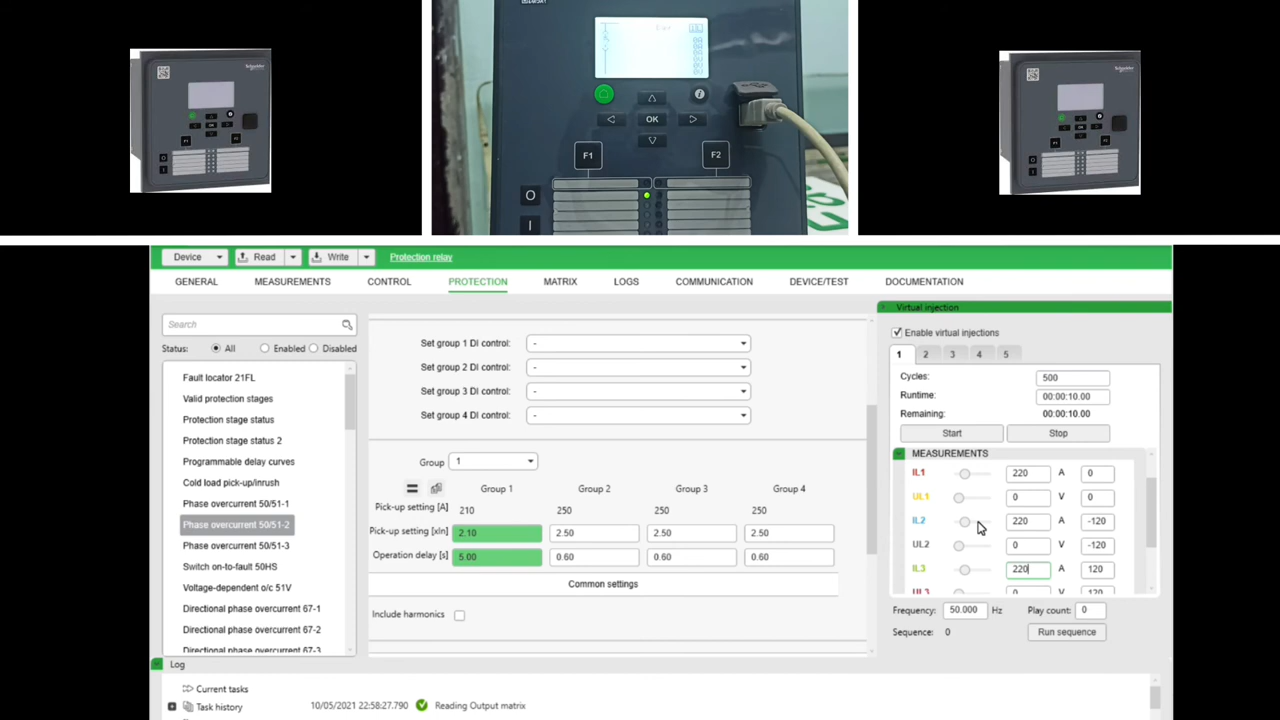 Schneider
Schneider
OK
F1
F2
O
I
Device
Read
Write
Protection relay
GENERAL
MEASUREMENTS
CONTROL
PROTECTION
MATRIX
LOGS
COMMUNICATION
DEVICE/TEST
DOCUMENTATION
Search
Status: All Enabled Disabled
Fault locator 21FL
Valid protection stages
Protection stage status
Protection stage status 2
Programmable delay curves
Cold load pick-up/inrush
Phase overcurrent 50/51-1
Phase overcurrent 50/51-2
Phase overcurrent 50/51-3
Switch on-to-fault 50HS
Voltage-dependent o/c 51V
Directional phase overcurrent 67-1
Directional phase overcurrent 67-2
Directional phase overcurrent 67-3
Set group 1 DI control: -
Set group 2 DI control: -
Set group 3 DI control: -
Set group 4 DI control: -
Group 1
Group 1 Group 2 Group 3 Group 4
Pick-up setting [A] 210 250 250 250
Pick-up setting [xIn] 2.10 2.50 2.50 2.50
Operation delay [s] 5.00 0.60 0.60 0.60
Common settings
Include harmonics
Virtual injection
Enable virtual injections
1 2 3 4 5
Cycles: 500
Runtime: 00:00:10.00
Remaining: 00:00:10.00
Start Stop
MEASUREMENTS
IL1 220 A 0
UL1 0 V 0
IL2 220 A -120
UL2 0 V -120
IL3 220 A 120
UL3 0 V 120
Frequency: 50.000 Hz Play count: 0
Sequence: 0 Run sequence
Log
Current tasks
Task history
10/05/2021 22:58:27.790 Reading Output matrix